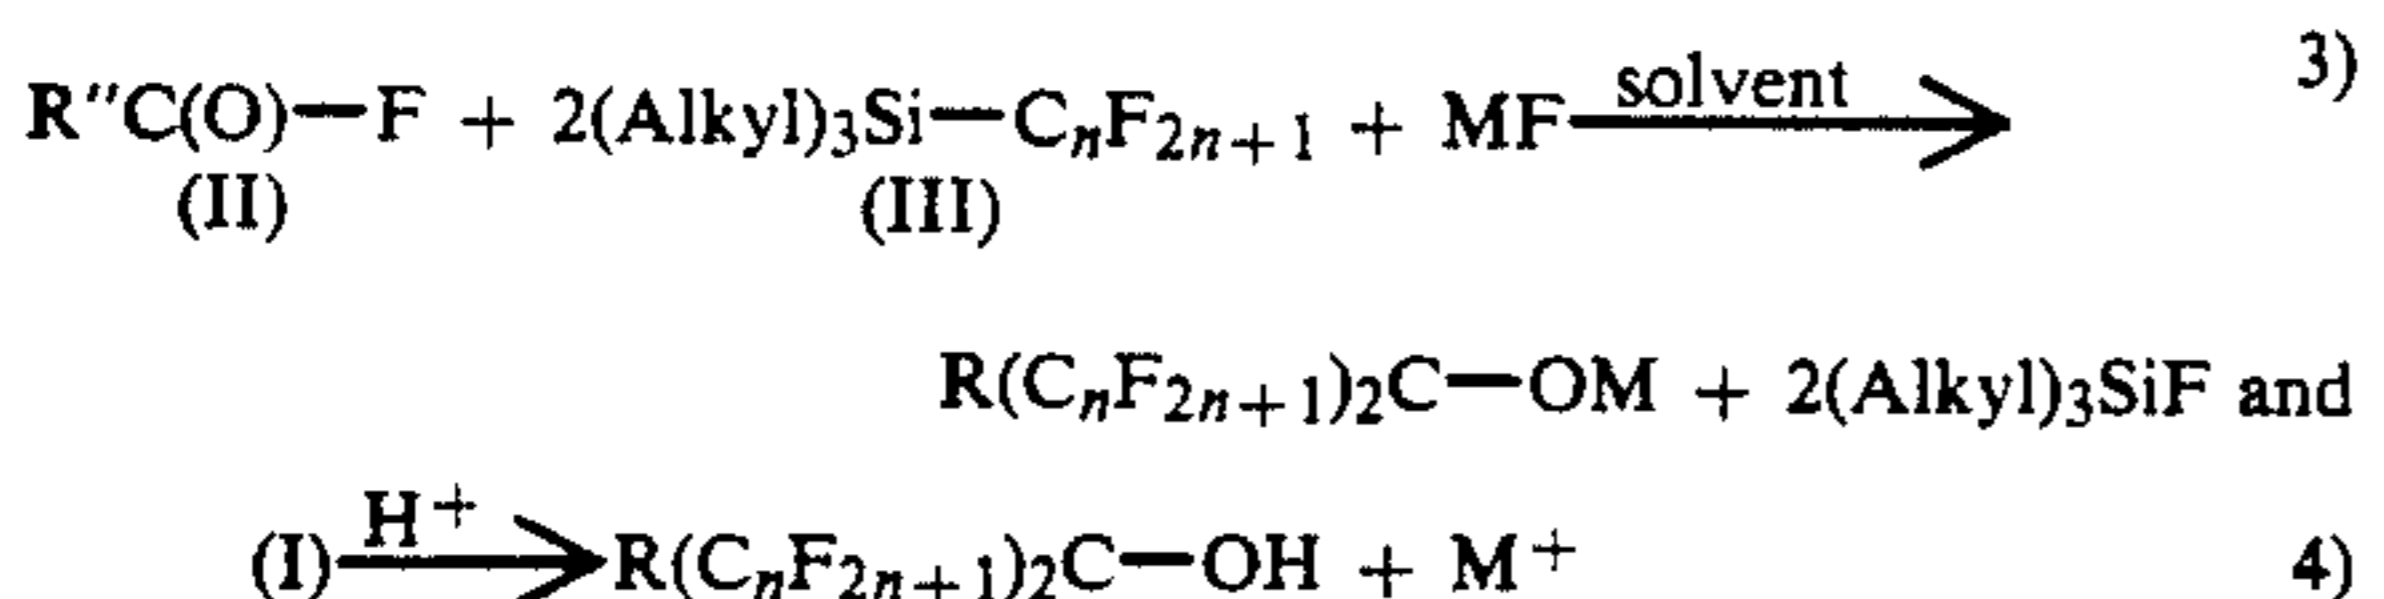 R″C(O)—F + 2(Alkyl)₃Si—CₙF₂ₙ₊₁ + MF —solvent→ 3)
(II) (III)
R(CₙF₂ₙ₊₁)₂C—OM + 2(Alkyl)₃SiF and
(I) —H⁺→ R(CₙF₂ₙ₊₁)₂C—OH + M⁺ 4)